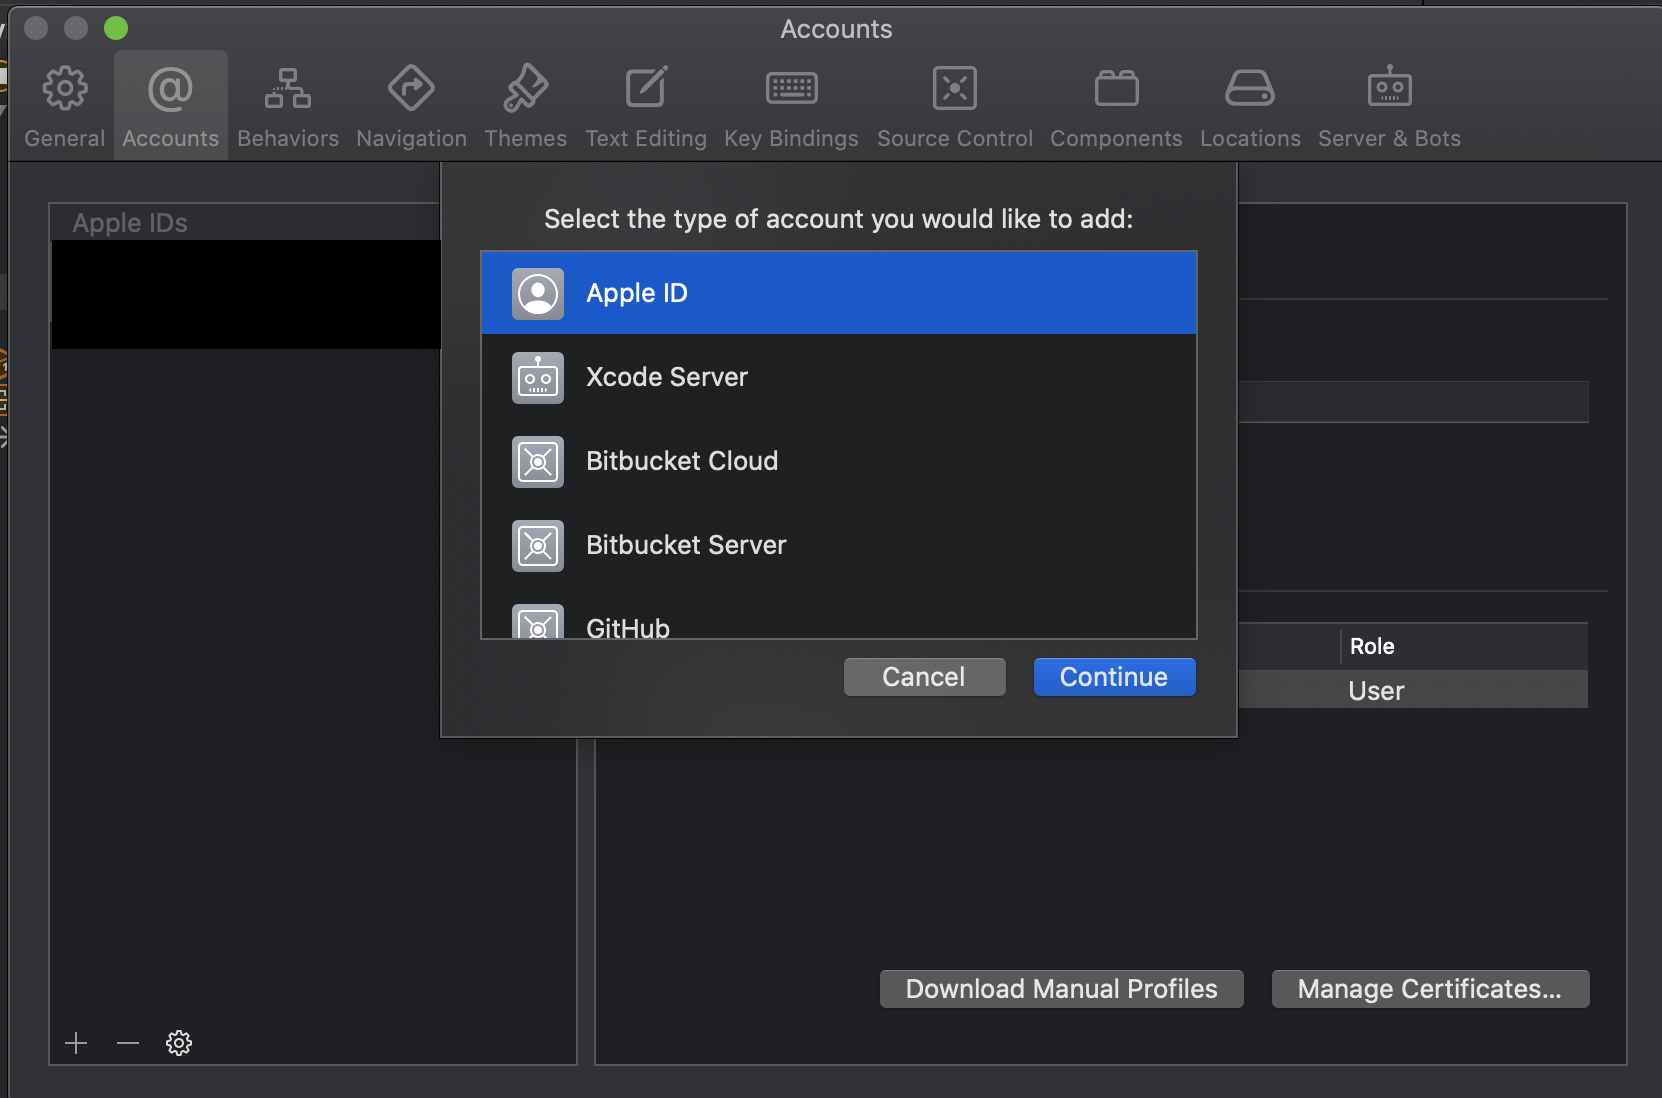 Accounts
General
Accounts
Behaviors
Navigation
Themes
Text Editing
Key Bindings
Source Control
Components
Locations
Server & Bots
Apple IDs
Select the type of account you would like to add:
Apple ID
Xcode Server
Bitbucket Cloud
Bitbucket Server
GitHub
Cancel
Continue
Role
User
Download Manual Profiles
Manage Certificates...